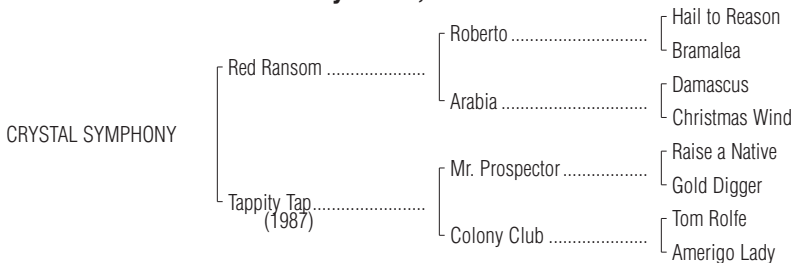 Hail to Reason
Roberto ..............................
Bramalea
Red Ransom ......................
Damascus
Arabia ................................
Christmas Wind
CRYSTAL SYMPHONY
Raise a Native
Mr. Prospector ...................
Gold Digger
Tappity Tap .........................
(1987)
Tom Rolfe
Colony Club ......................
Amerigo Lady